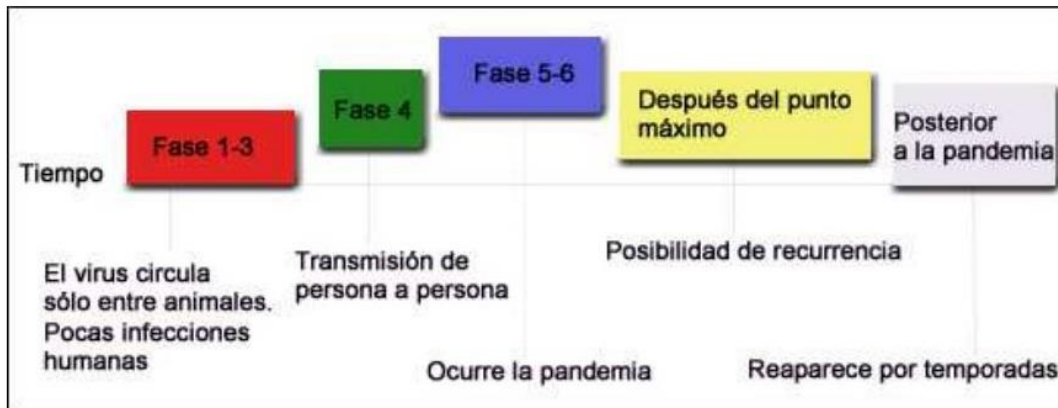 Fase 1-3
Fase 4
Fase 5-6
Después del punto
máximo
Posterior
a la pandemia
Tiempo
El virus circula
sólo entre animales.
Pocas infecciones
humanas
Transmisión de
persona a persona
Ocurre la pandemia
Posibilidad de recurrencia
Reaparece por temporadas